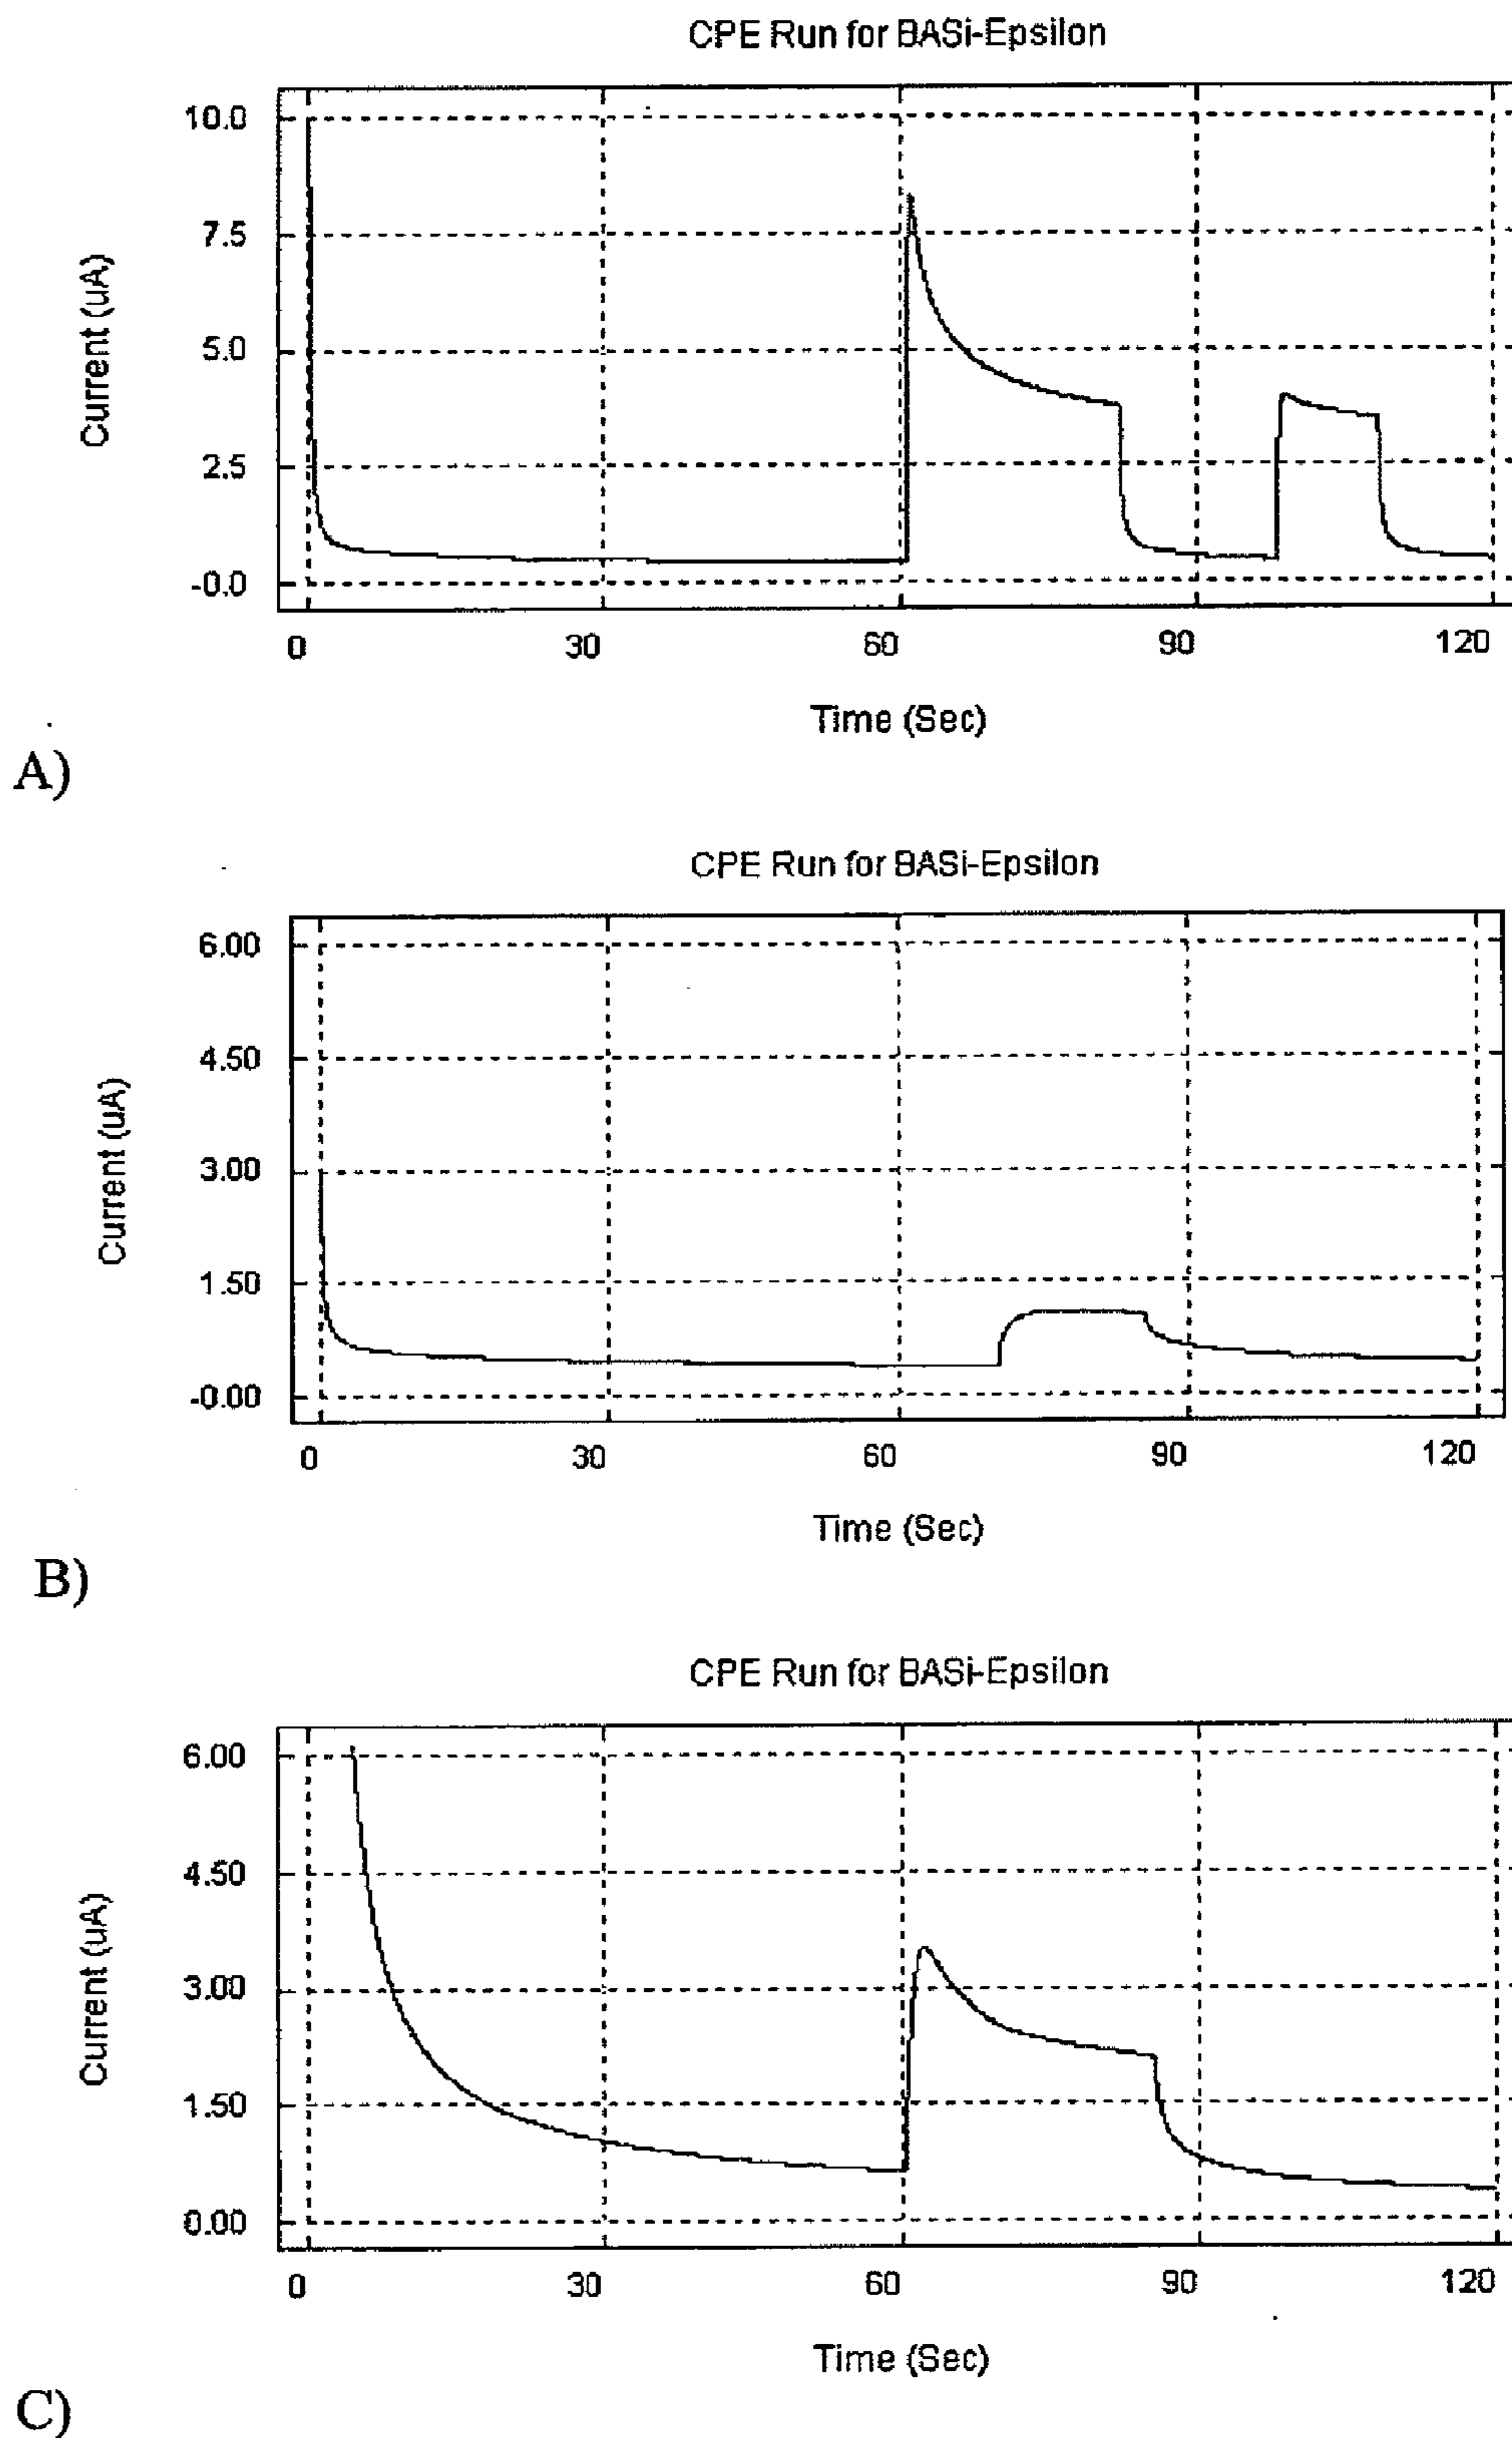 CPE Run for BASi-Epsilon
10.0
7.5
5.0
2.5
-0.0
Current (uA)
0 30 60 90 120
Time (Sec)
A)
CPE Run for BASi-Epsilon
6.00
4.50
3.00
1.50
-0.00
Current (uA)
0 30 60 90 120
Time (Sec)
B)
CPE Run for BASi-Epsilon
6.00
4.50
3.00
1.50
0.00
Current (uA)
0 30 60 90 120
Time (Sec)
C)